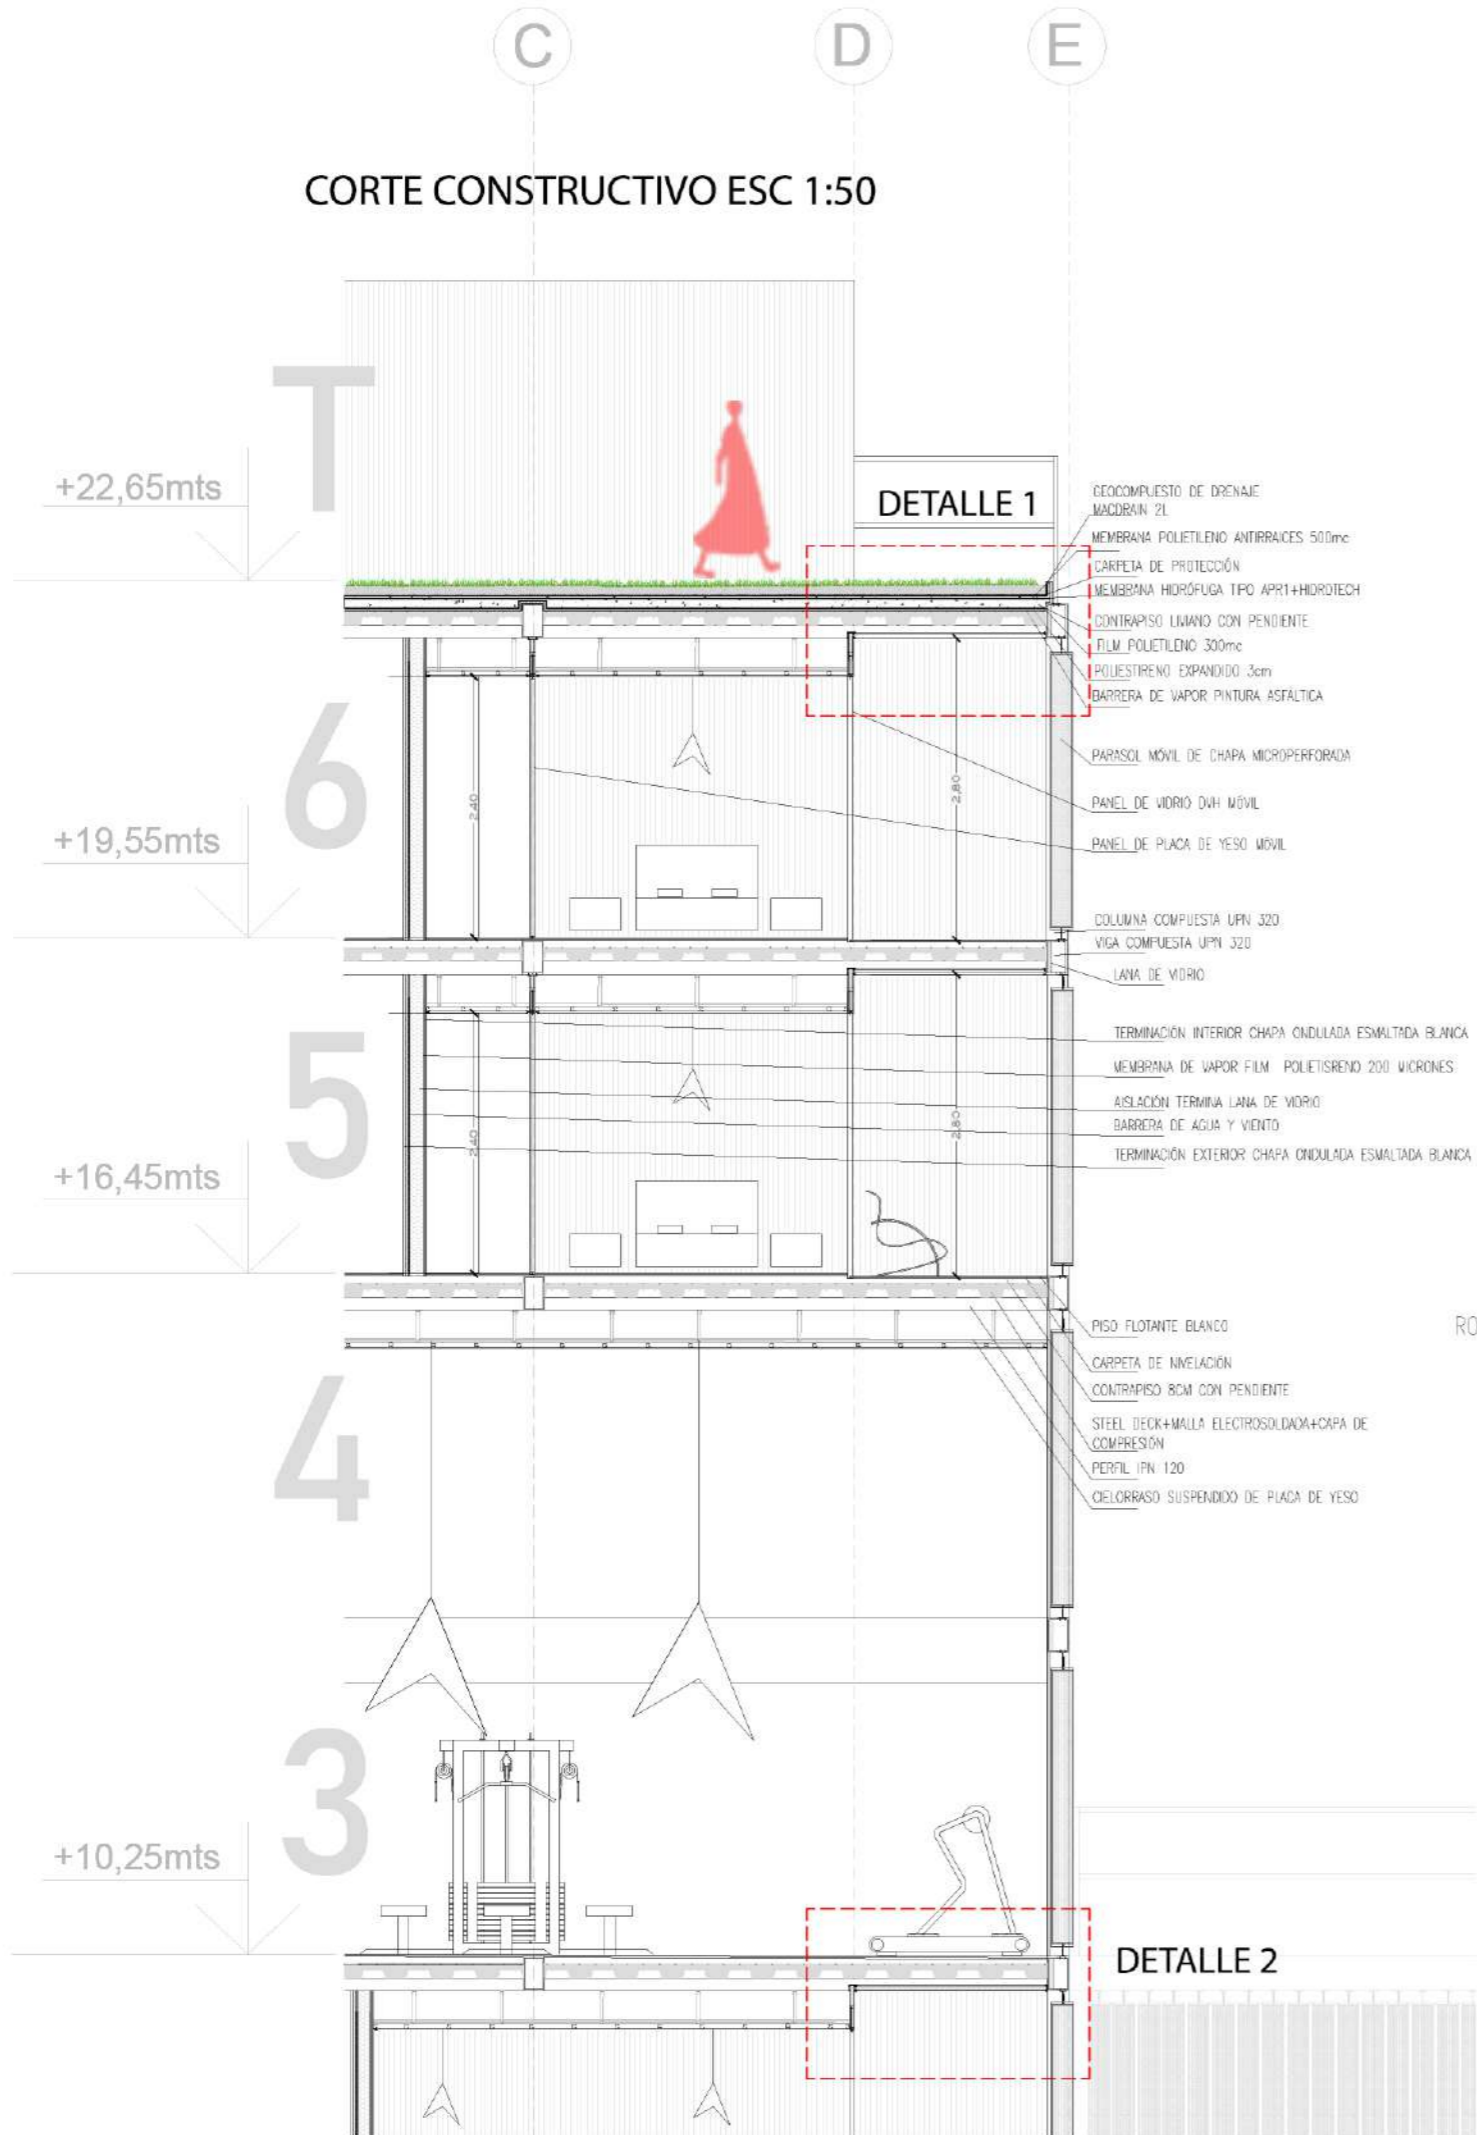 C
D
E
CORTE CONSTRUCTIVO ESC 1:50
T
+22,65mts
DETALLE 1
GEOCOMPUESTO DE DRENAJE
MACDRAIN 2L
MEMBRANA POLIETILENO ANTIRRAICES 500mc
CARPETA DE PROTECCIÓN
MEMBRANA HIDRÓFUGA TIPO APR1+HIDROTECH
CONTRAPISO LIVIANO CON PENDIENTE
FILM POLIETILENO 300mc
POLIESTIRENO EXPANDIDO 3cm
BARRERA DE VAPOR PINTURA ASFÁLTICA
6
PARASOL MÓVIL DE CHAPA MICROPERFORADA
2,40
2,80
PANEL DE VIDRIO DVH MÓVIL
+19,55mts
PANEL DE PLACA DE YESO MÓVIL
COLUMNA COMPUESTA UPN 320
VIGA COMPUESTA UPN 320
LANA DE VIDRIO
5
TERMINACIÓN INTERIOR CHAPA ONDULADA ESMALTADA BLANCA
MEMBRANA DE VAPOR FILM POLIETISRENO 200 MICRONES
AISLACIÓN TERMINA LANA DE VIDRIO
BARRERA DE AGUA Y VIENTO
2,40
2,80
TERMINACIÓN EXTERIOR CHAPA ONDULADA ESMALTADA BLANCA
+16,45mts
PISO FLOTANTE BLANCO
RO
CARPETA DE NIVELACIÓN
CONTRAPISO 8CM CON PENDIENTE
4
STEEL DECK+MALLA ELECTROSOLDADA+CAPA DE
COMPRESIÓN
PERFIL IPN 120
CIELORRASO SUSPENDIDO DE PLACA DE YESO
3
+10,25mts
DETALLE 2